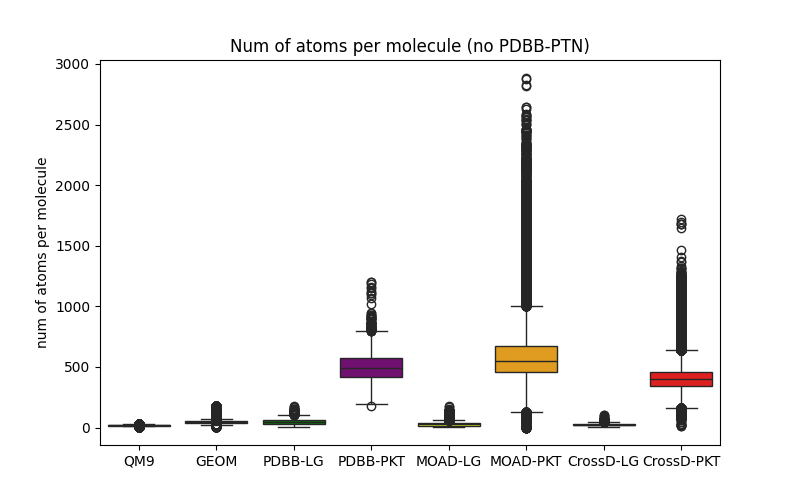 Num of atoms per molecule (no PDBB-PTN)
num of atoms per molecule
3000
2500
2000
1500
1000
500
0
QM9 GEOM PDBB-LG PDBB-PKT MOAD-LG MOAD-PKT CrossD-LG CrossD-PKT